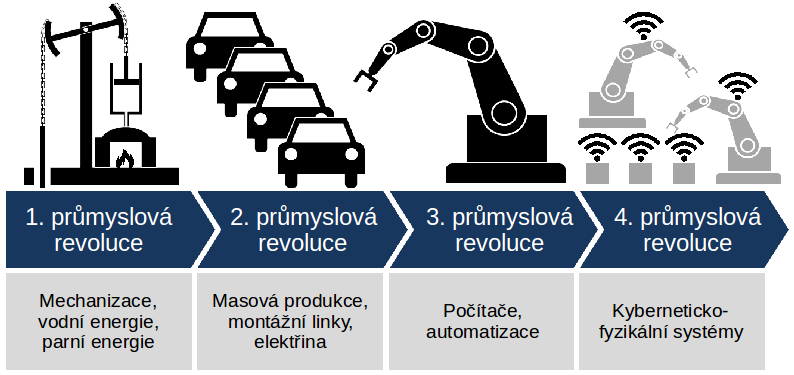 1. průmyslová
revoluce
2. průmyslová
revoluce
3. průmyslová
revoluce
4. průmyslová
revoluce
Mechanizace,
vodní energie,
parní energie
Masová produkce,
montážní linky,
elektřina
Počítače,
automatizace
Kyberneticko-
fyzikální systémy